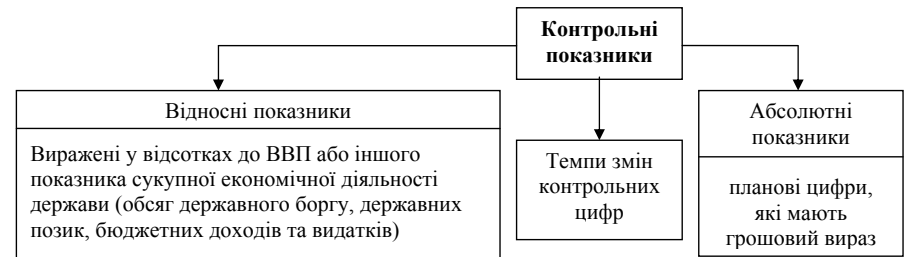 Контрольні
показники
Відносні показники
Виражені у відсотках до ВВП або іншого
показника сукупної економічної діяльності
держави (обсяг державного боргу, державних
позик, бюджетних доходів та видатків)
Темпи змін
контрольних
цифр
Абсолютні
показники
планові цифри,
які мають
грошовий вираз